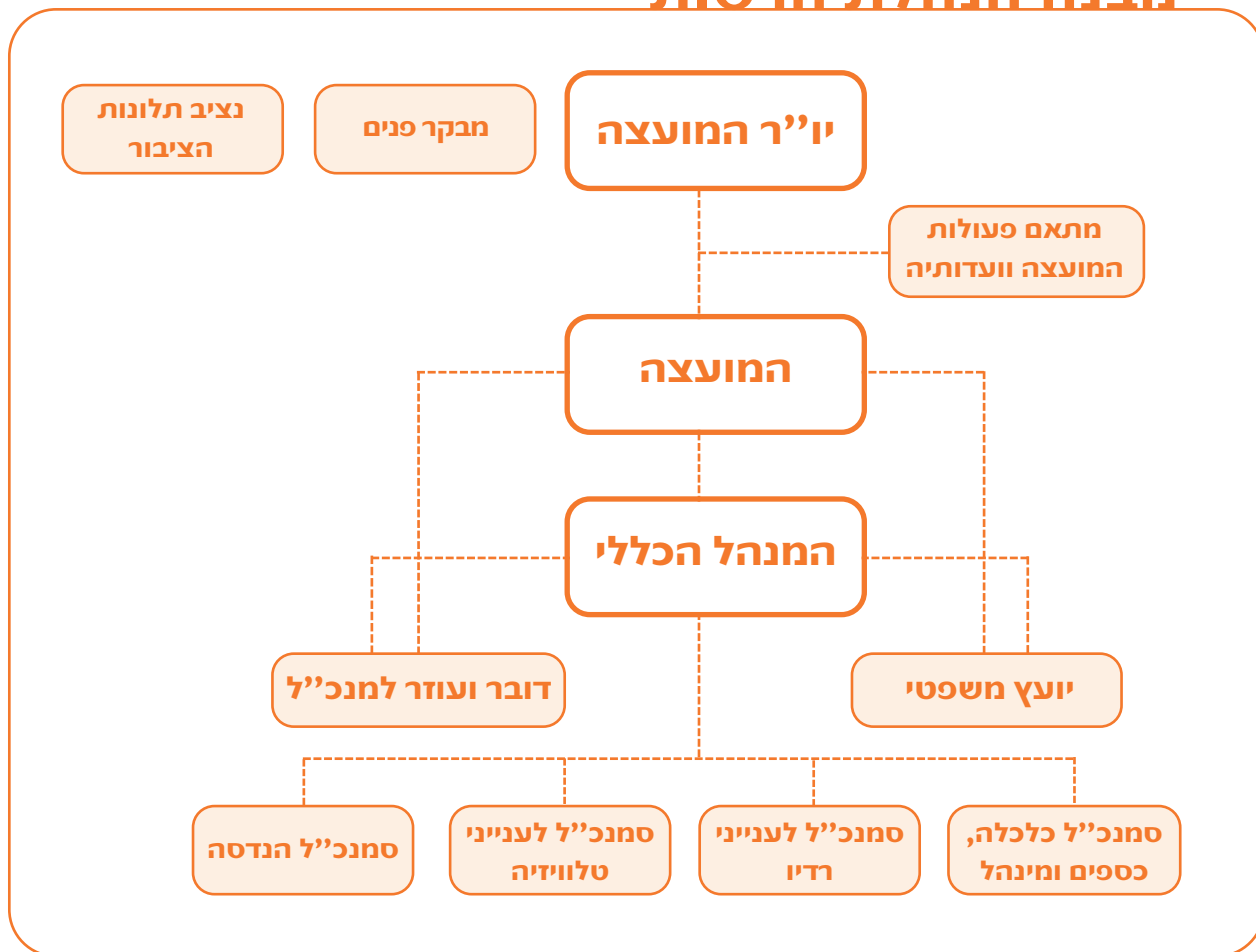 יו''ר המועצה
מבקר פנים
נציב תלונות
הציבור
מתאם פעולות
המועצה וועדותיה
המועצה
המנהל הכללי
יועץ משפטי
דובר ועוזר למנכ''ל
סמנכ''ל כלכלה,
כספים ומינהל
סמנכ''ל לענייני
רדיו
סמנכ''ל לענייני
טלוויזיה
סמנכ''ל הנדסה